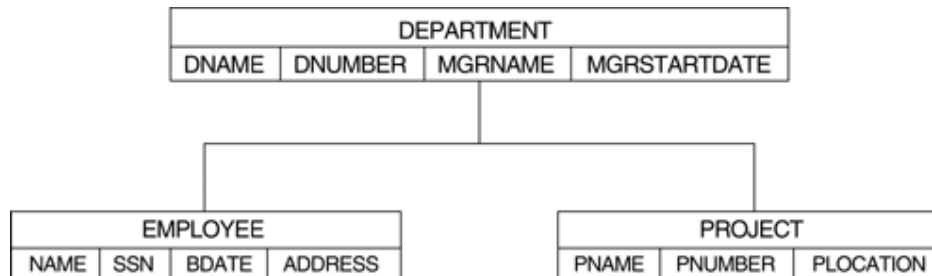 DEPARTMENT
DNAME DNUMBER MGRNAME MGRSTARTDATE
EMPLOYEE
NAME SSN BDATE ADDRESS
PROJECT
PNAME PNUMBER PLOCATION